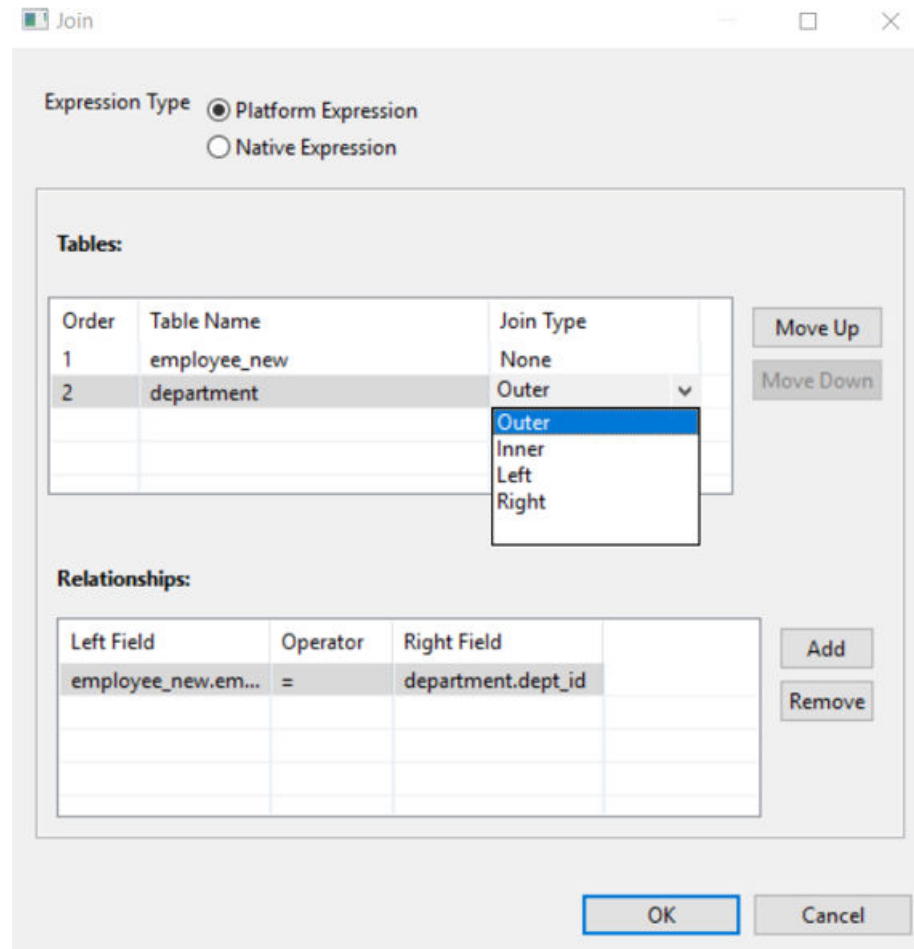 Join
Expression Type
Platform Expression
Native Expression
Tables:
Order Table Name Join Type
1 employee_new None
2 department Outer
Outer
Inner
Left
Right
Move Up
Move Down
Relationships:
Left Field Operator Right Field
employee_new.em... = department.dept_id
Add
Remove
OK Cancel